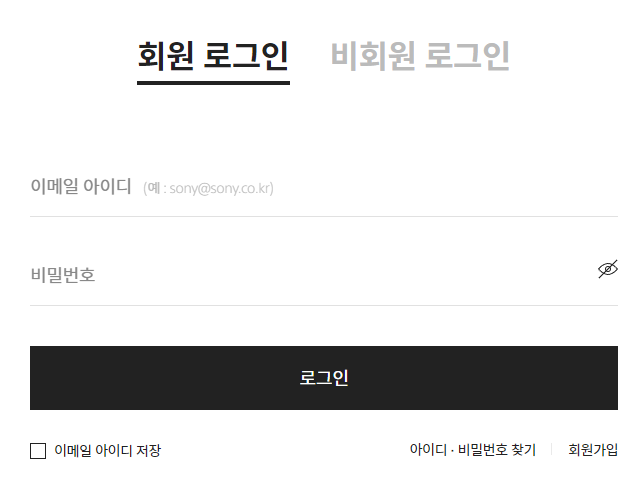 회원 로그인 비회원 로그인
이메일 아이디 (예 : sony@sony.co.kr)
비밀번호
로그인
이메일 아이디 저장 아이디 · 비밀번호 찾기 회원가입